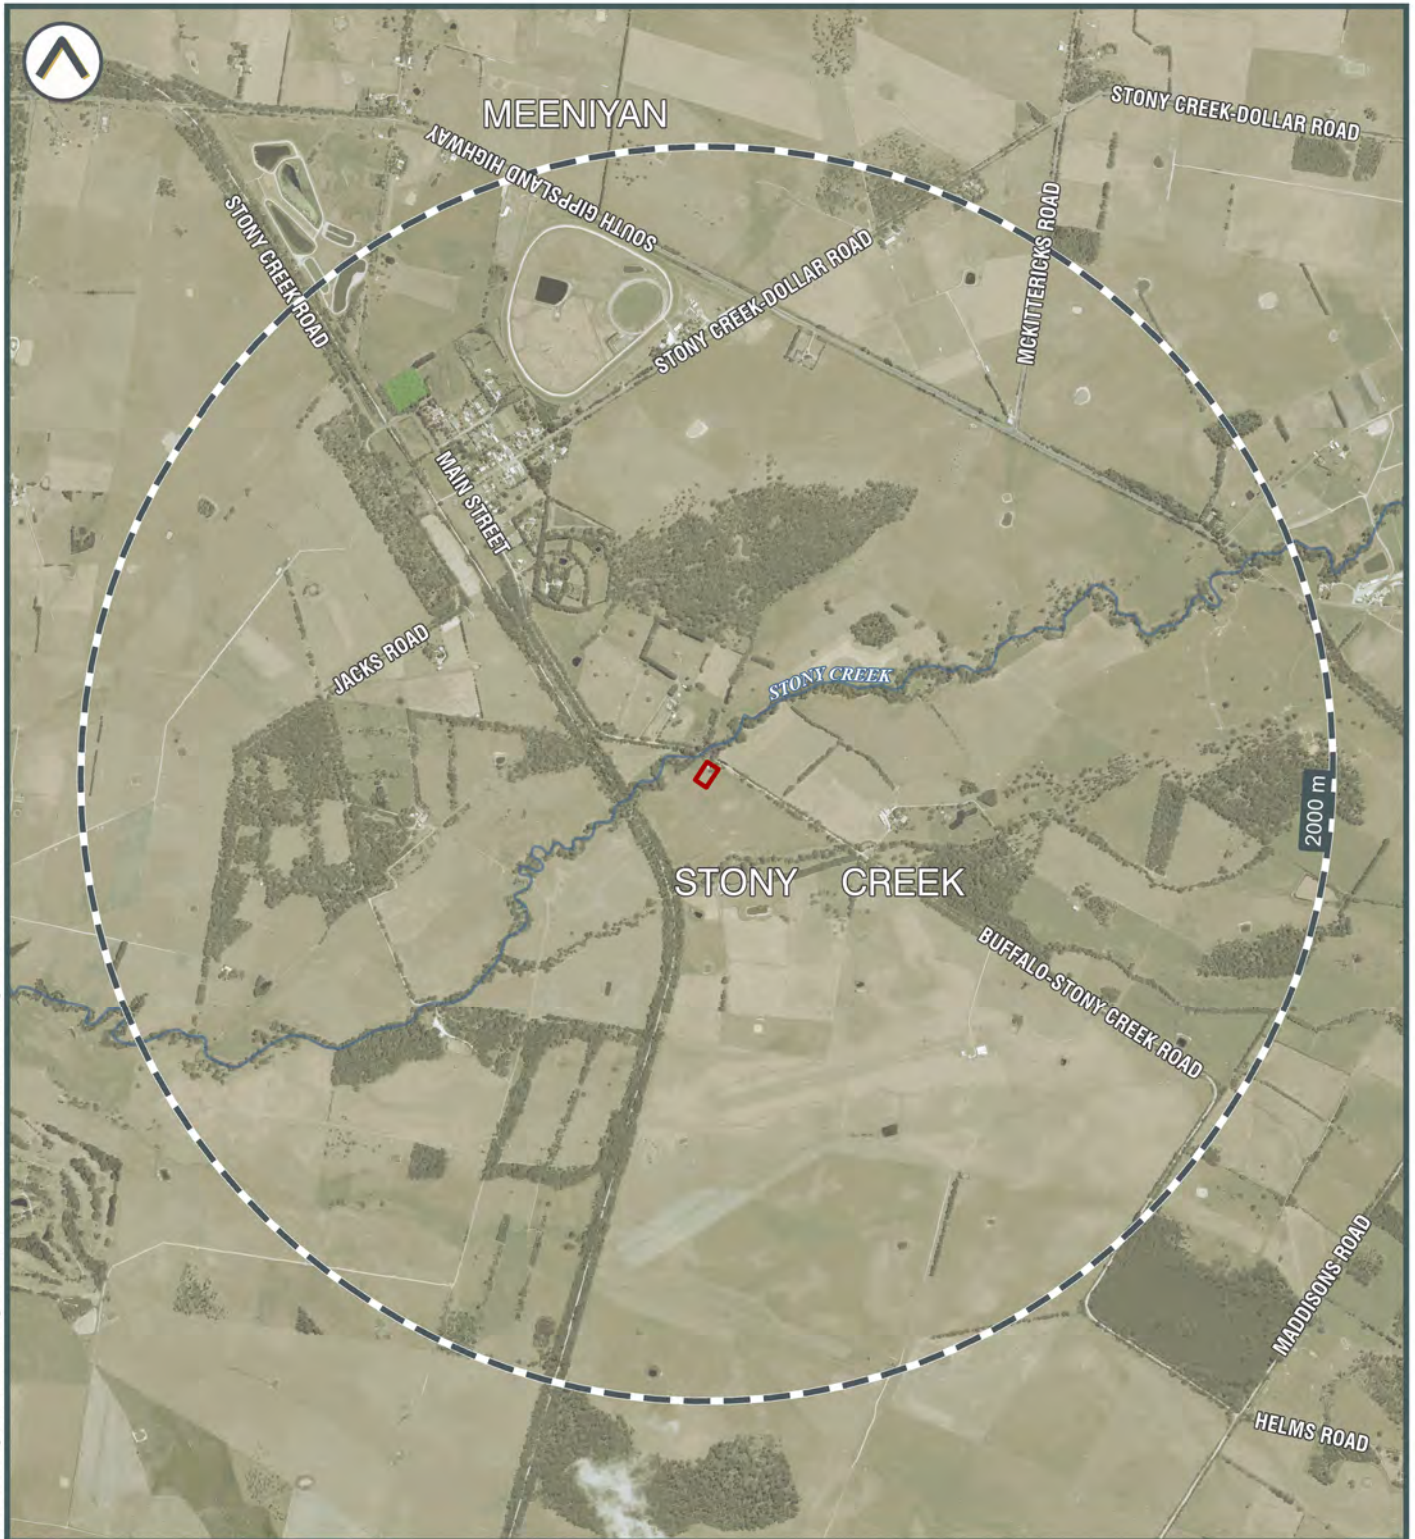 MEENIYAN
STONY CREEK-DOLLAR ROAD
SOUTH GIPPSLAND HIGHWAY
STONY CREEK ROAD
MCKITTERICKS ROAD
STONY CREEK-DOLLAR ROAD
MAIN STREET
JACKS ROAD
STONY CREEK
2000 m
STONY CREEK
BUFFALO-STONY CREEK ROAD
MADDISONS ROAD
HELMS ROAD